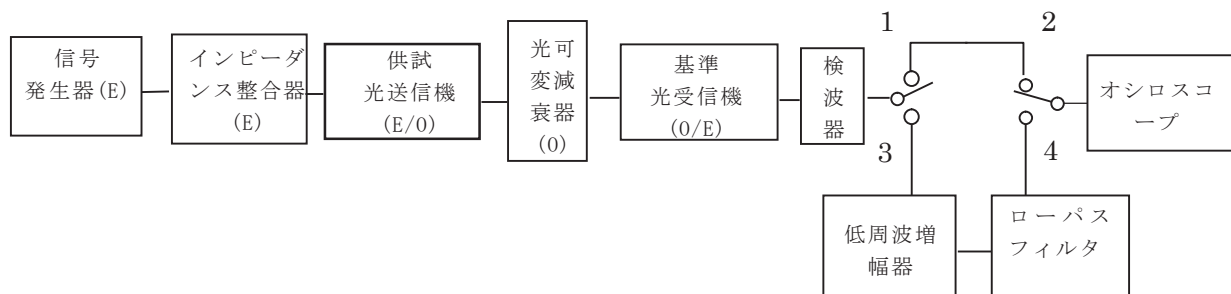 信号
発生器(E)
インピーダ
ンス整合器
(E)
供試
光送信機
(E/O)
光可
変減
衰器
(O)
基準
光受信機
(O/E)
検
波
器
1
2
3
4
オシロスコ
ープ
低周波増
幅器
ローパス
フィルタ